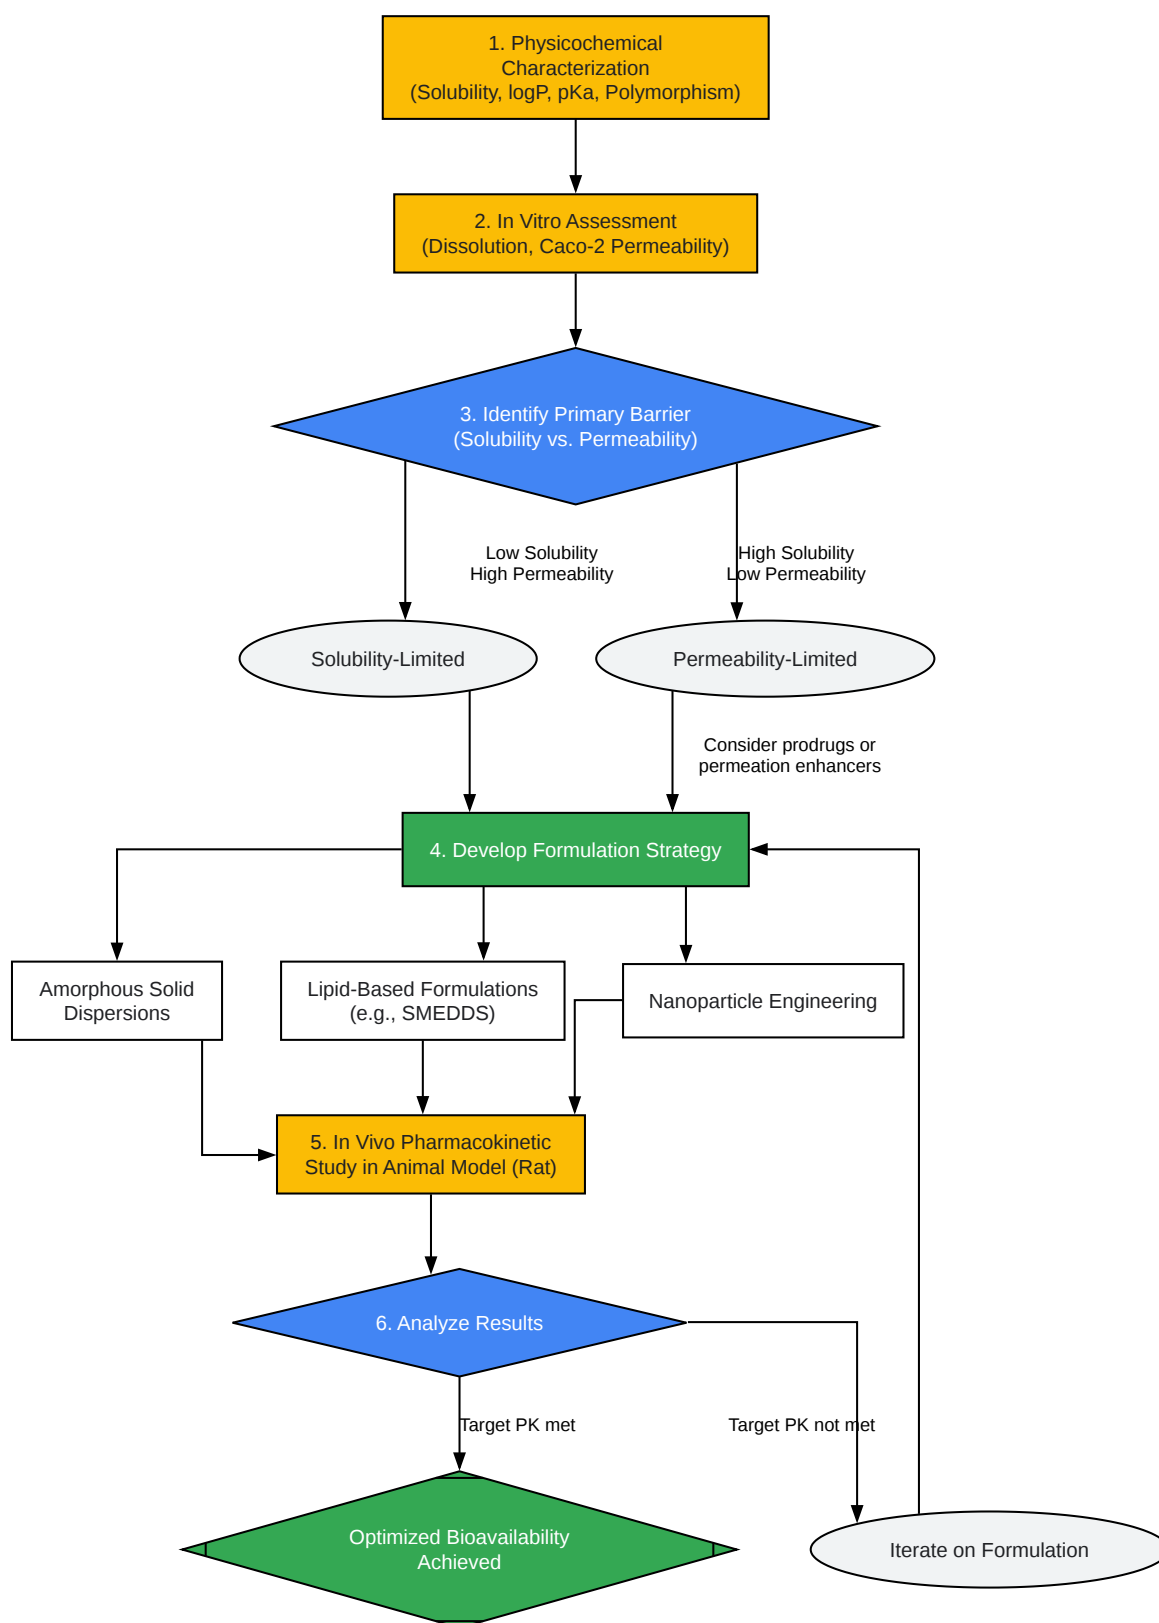 1. Physicochemical
Characterization
(Solubility, logP, pKa, Polymorphism)
2. In Vitro Assessment
(Dissolution, Caco-2 Permeability)
3. Identify Primary Barrier
(Solubility vs. Permeability)
Low Solubility
High Permeability
High Solubility
Low Permeability
Solubility-Limited
Permeability-Limited
Consider prodrugs or
permeation enhancers
4. Develop Formulation Strategy
Amorphous Solid
Dispersions
Lipid-Based Formulations
(e.g., SMEDDS)
Nanoparticle Engineering
5. In Vivo Pharmacokinetic
Study in Animal Model (Rat)
6. Analyze Results
Target PK met
Target PK not met
Optimized Bioavailability
Achieved
Iterate on Formulation